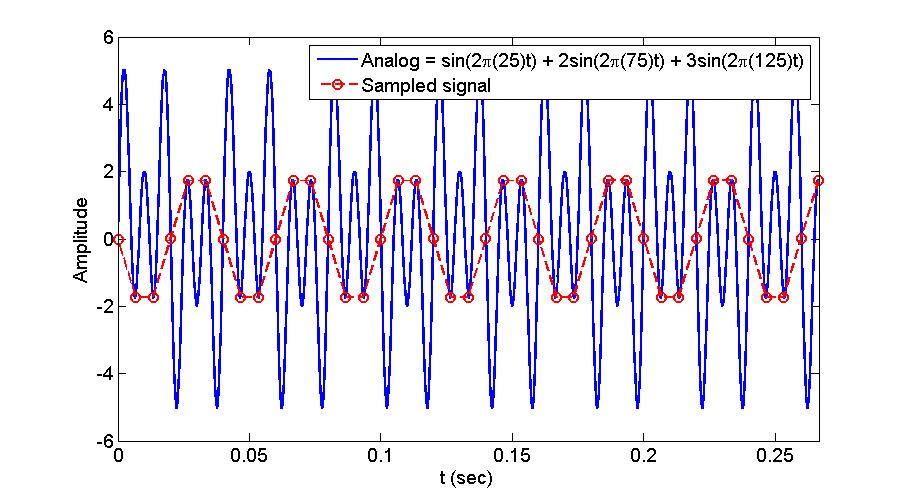 6
4
2
0
-2
-4
-6
Amplitude
Analog = sin(2π(25)t) + 2sin(2π(75)t) + 3sin(2π(125)t)
Sampled signal
0 0.05 0.1 0.15 0.2 0.25
t (sec)